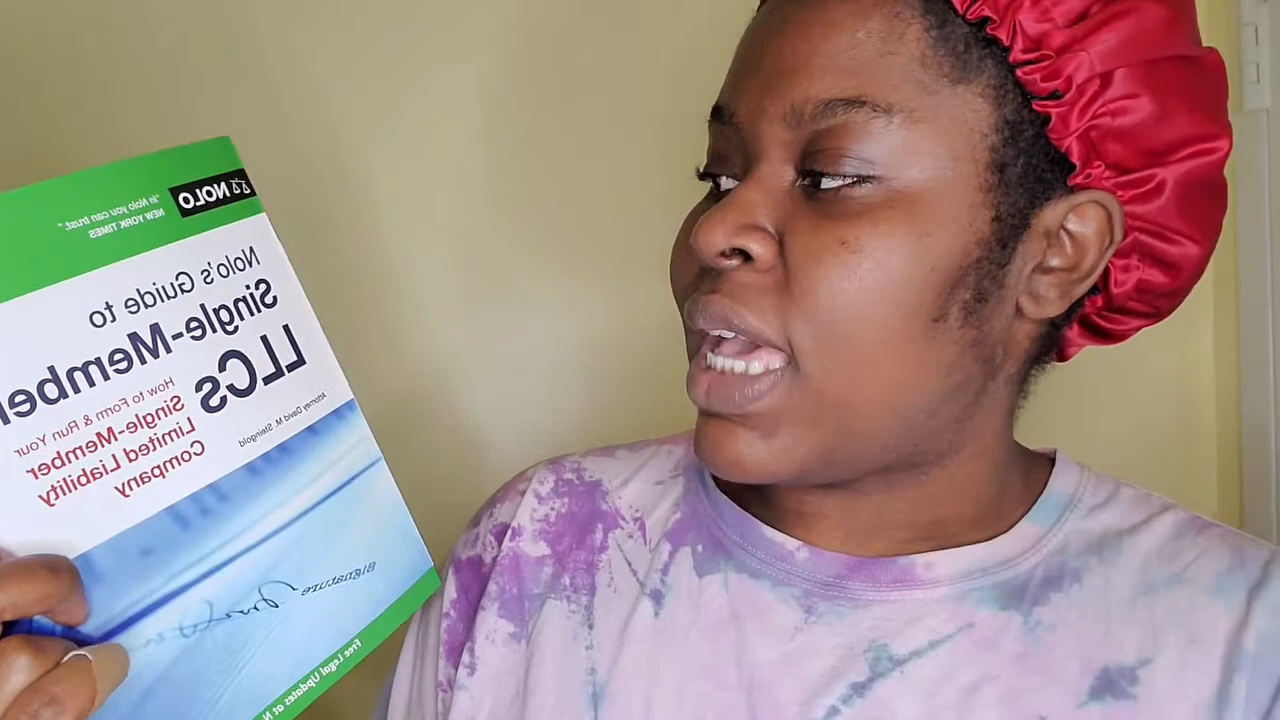 NOLO
"In Nolo you can trust."
NEW YORK TIMES
Nolo's Guide to
Single-Member
LLCs
Attorney David M. Steingold
How to Form & Run Your
Single-Member
Limited Liability
Company
Signature
Free Legal Updates at N